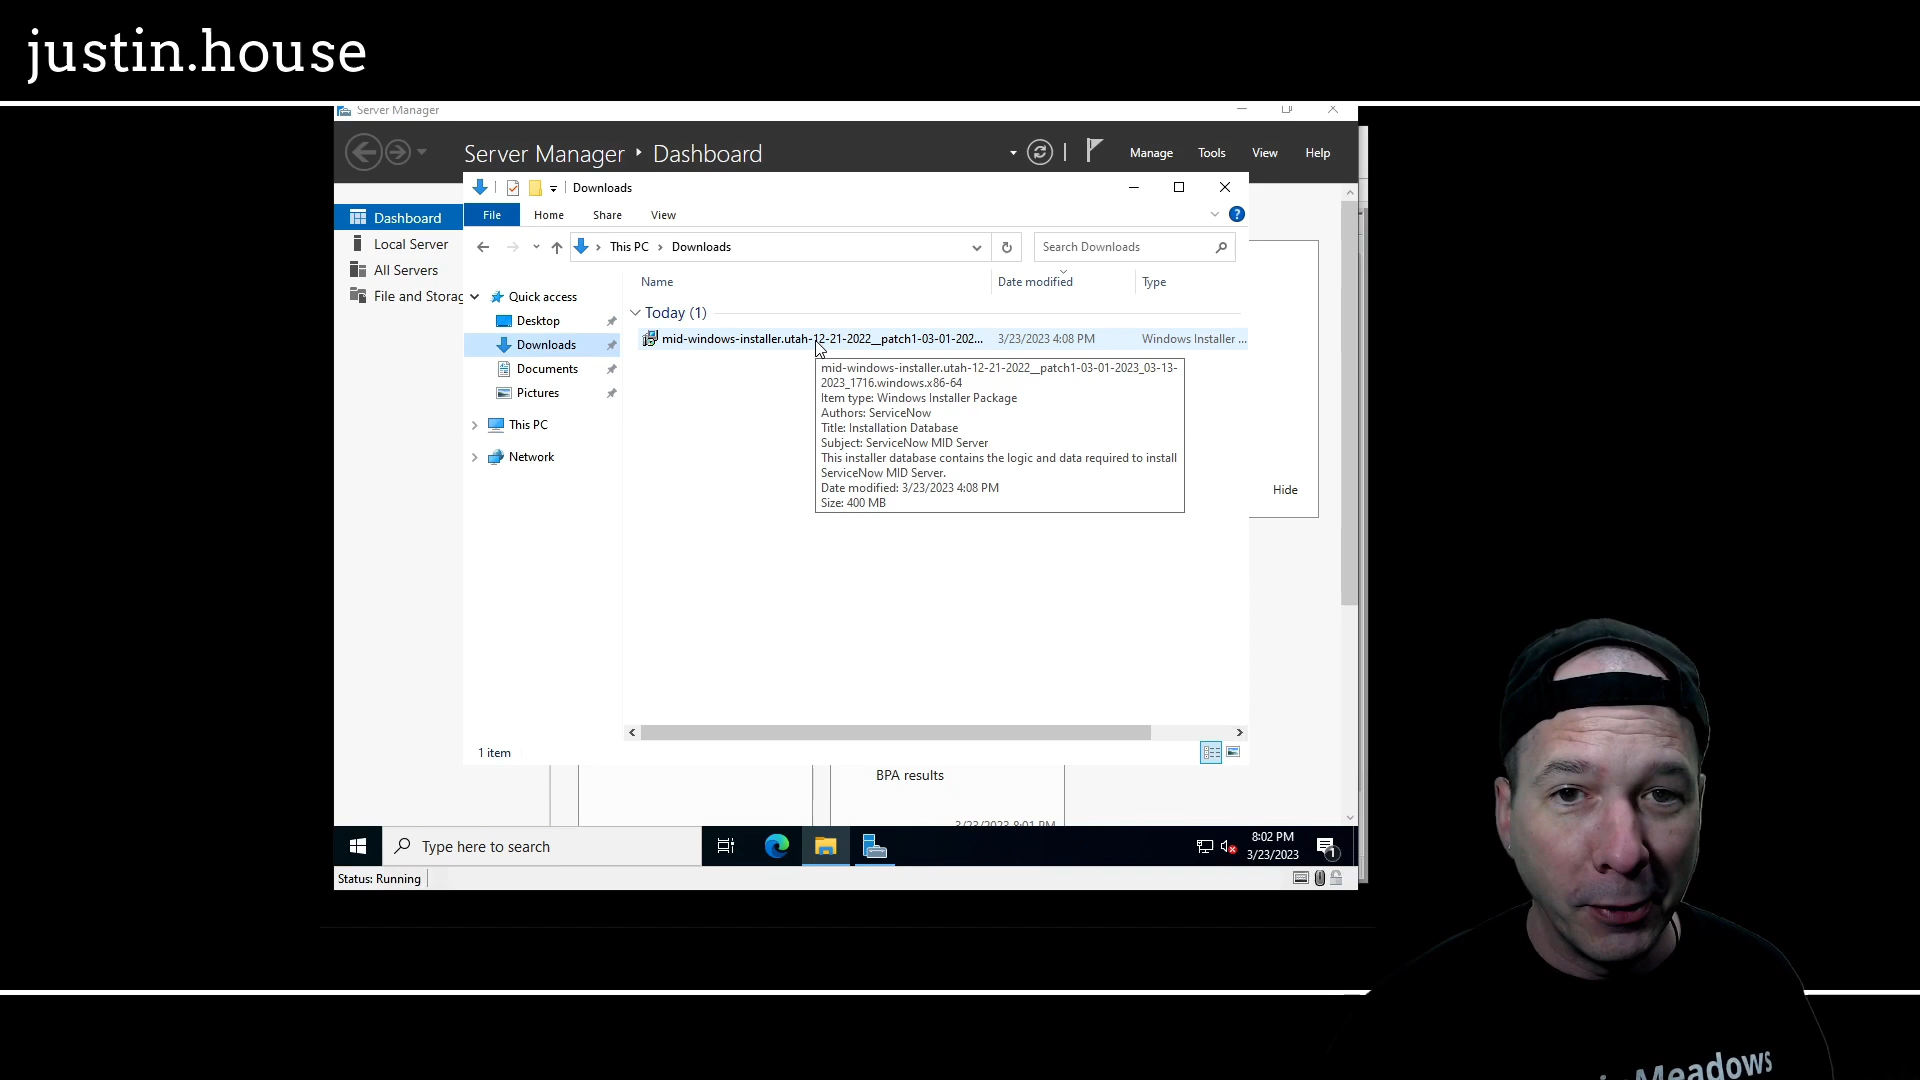 justin.house
Server Manager
Server Manager ‣ Dashboard
Manage
Tools
View
Help
Downloads
File
Home
Share
View
This PC > Downloads
Search Downloads
Dashboard
Local Server
All Servers
File and Storag
Quick access
Desktop
Downloads
Documents
Pictures
This PC
Network
Name
Date modified
Type
Today (1)
mid-windows-installer.utah-12-21-2022__patch1-03-01-202...
3/23/2023 4:08 PM
Windows Installer ...
mid-windows-installer.utah-12-21-2022__patch1-03-01-2023_03-13-
2023_1716.windows.x86-64
Item type: Windows Installer Package
Authors: ServiceNow
Title: Installation Database
Subject: ServiceNow MID Server
This installer database contains the logic and data required to install
ServiceNow MID Server.
Date modified: 3/23/2023 4:08 PM
Size: 400 MB
Hide
1 item
BPA results
3/23/2023 8:01 PM
Type here to search
8:02 PM
3/23/2023
1
Status: Running
Meadows